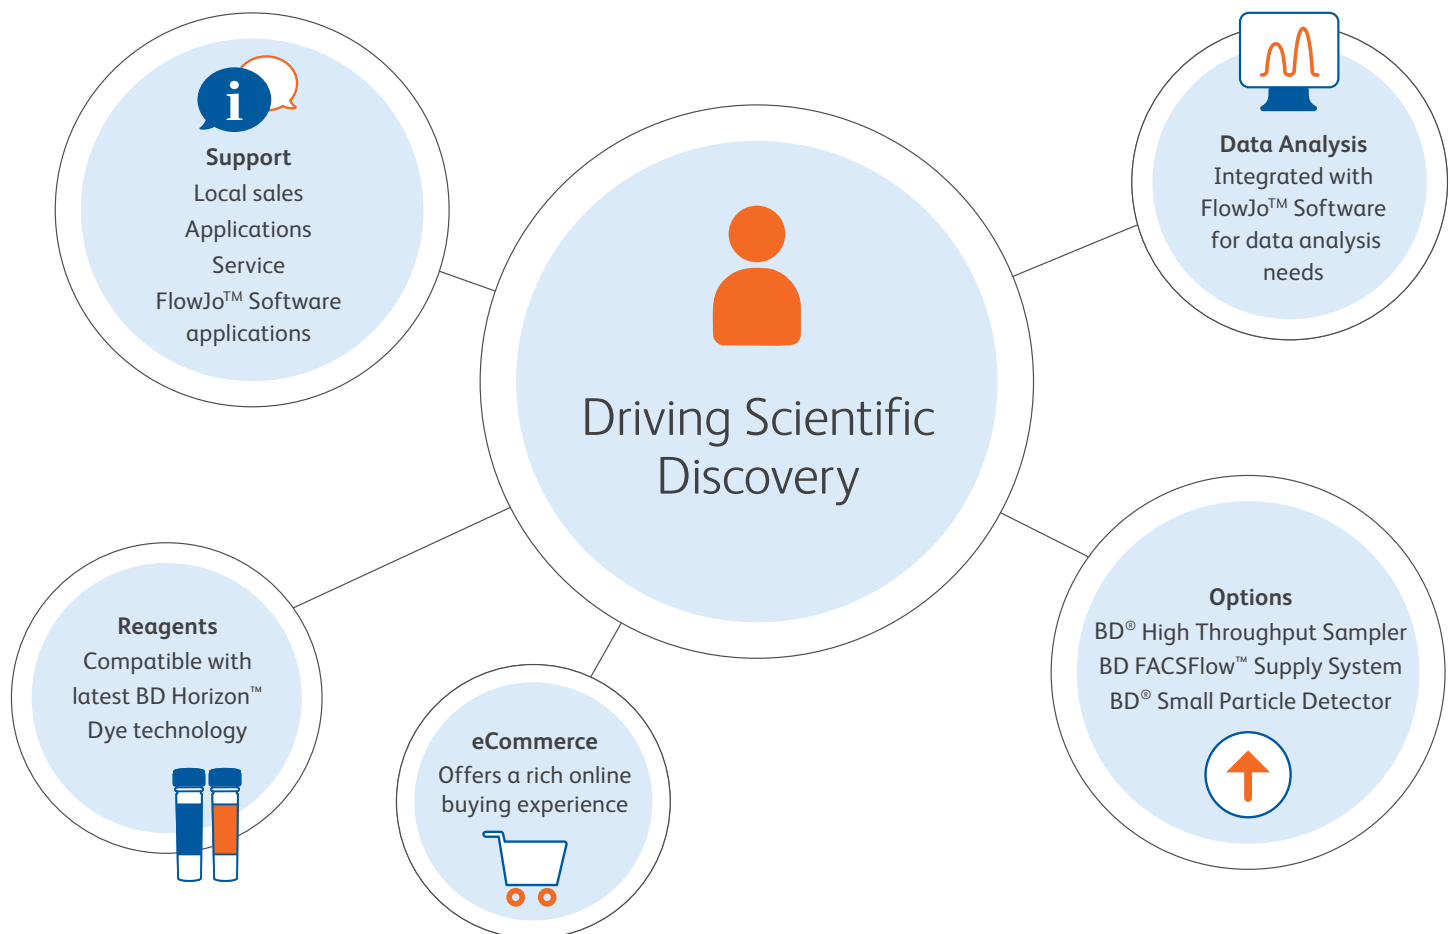 i
Support
Local sales
Applications
Service
FlowJo™ Software
applications
Data Analysis
Integrated with
FlowJo™ Software
for data analysis
needs
Driving Scientific
Discovery
Reagents
Compatible with
latest BD Horizon™
Dye technology
eCommerce
Offers a rich online
buying experience
Options
BD® High Throughput Sampler
BD FACSFlow™ Supply System
BD® Small Particle Detector